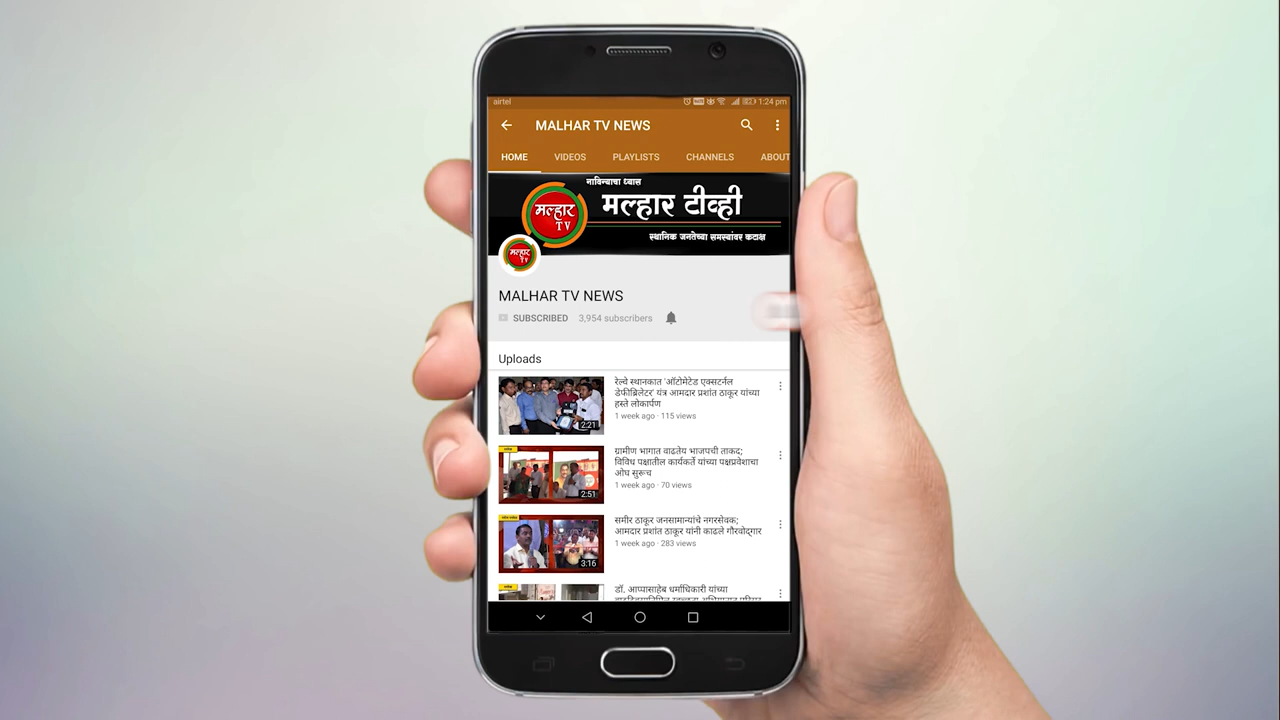 airtel 1:24 pm
MALHAR TV NEWS
HOME VIDEOS PLAYLISTS CHANNELS ABOUT
नाविन्याचा ध्यास
मल्हार
TV
मल्हार टीव्ही
स्थानिक जनतेच्या समस्यांवर कटाक्ष
मल्हार
TV
MALHAR TV NEWS
SUBSCRIBED 3,954 subscribers
Uploads
रेल्वे स्थानकात 'ऑटोमेटेड एक्सटर्नल
डेफीब्रिलेटर' यंत्र आमदार प्रशांत ठाकूर यांच्या
हस्ते लोकार्पण
1 week ago · 115 views
2:21
ग्रामीण भागात वाढतेय भाजपची ताकद;
विविध पक्षातील कार्यकर्ते यांच्या पक्षप्रवेशाचा
ओघ सुरूच
1 week ago · 70 views
2:51
समीर ठाकूर जनसामान्यांचे नगरसेवक;
आमदार प्रशांत ठाकूर यांनी काढले गौरवोद्गार
1 week ago · 283 views
3:16
डॉ. आप्पासाहेब धर्माधिकारी यांच्या